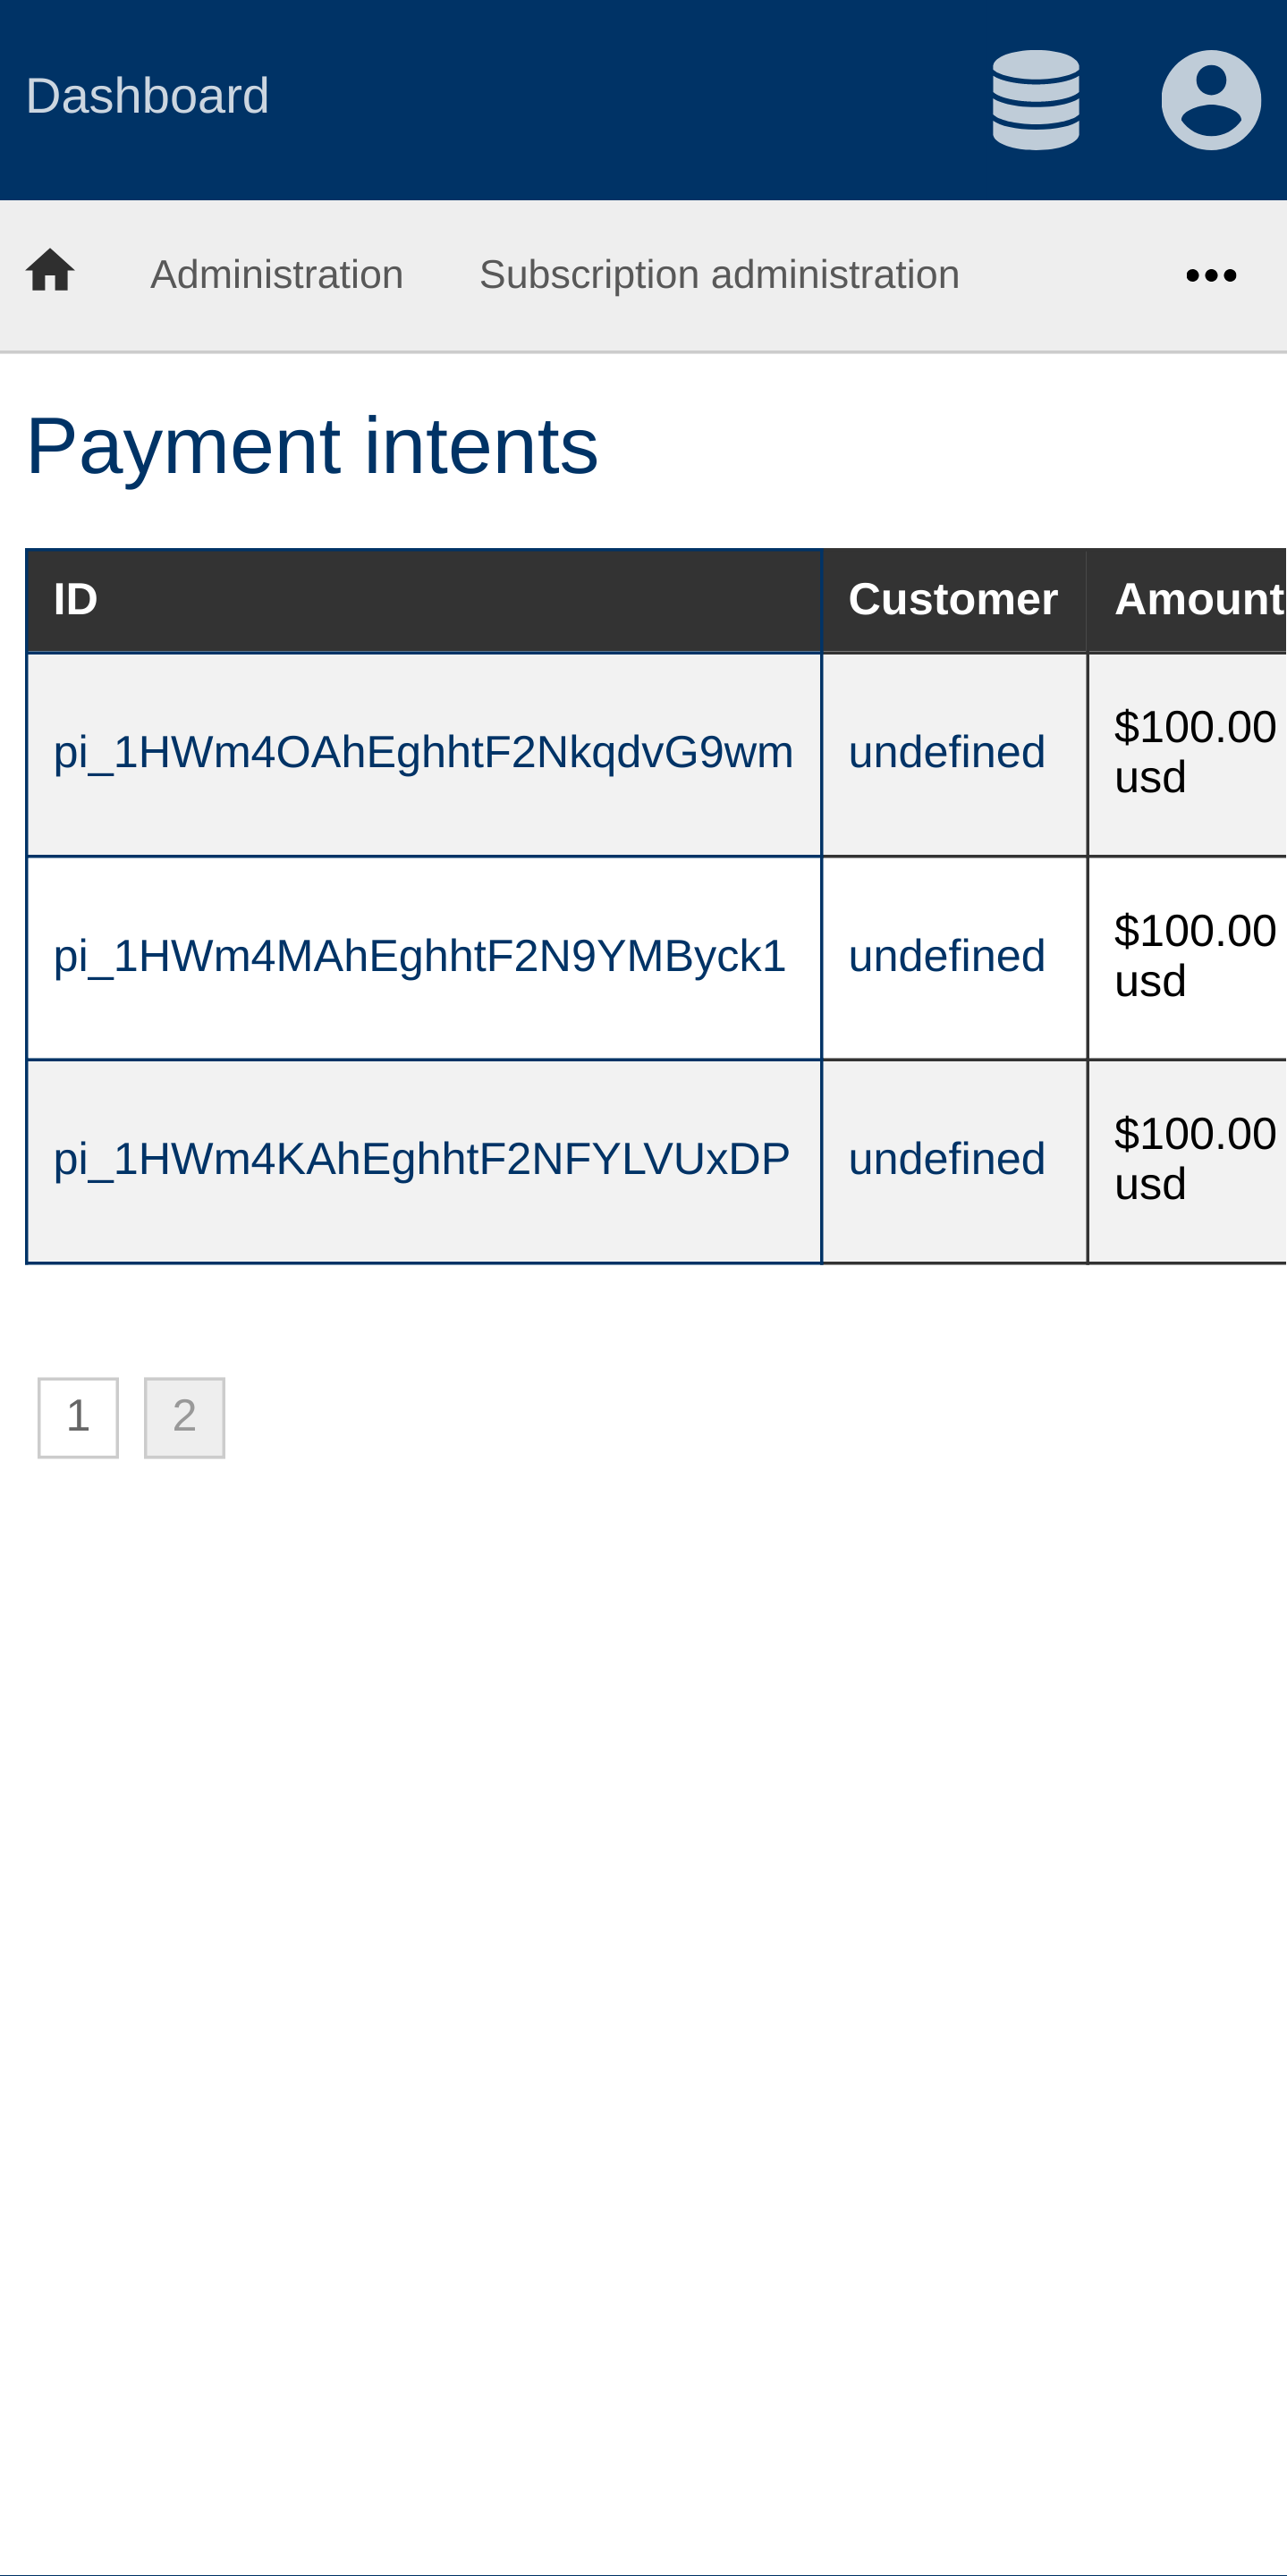 Dashboard
Administration Subscription administration •••
Payment intents
ID Customer Amount
pi_1HWm4OAhEghhtF2NkqdvG9wm undefined $100.00 usd
pi_1HWm4MAhEghhtF2N9YMByck1 undefined $100.00 usd
pi_1HWm4KAhEghhtF2NFYLVUxDP undefined $100.00 usd
1 2